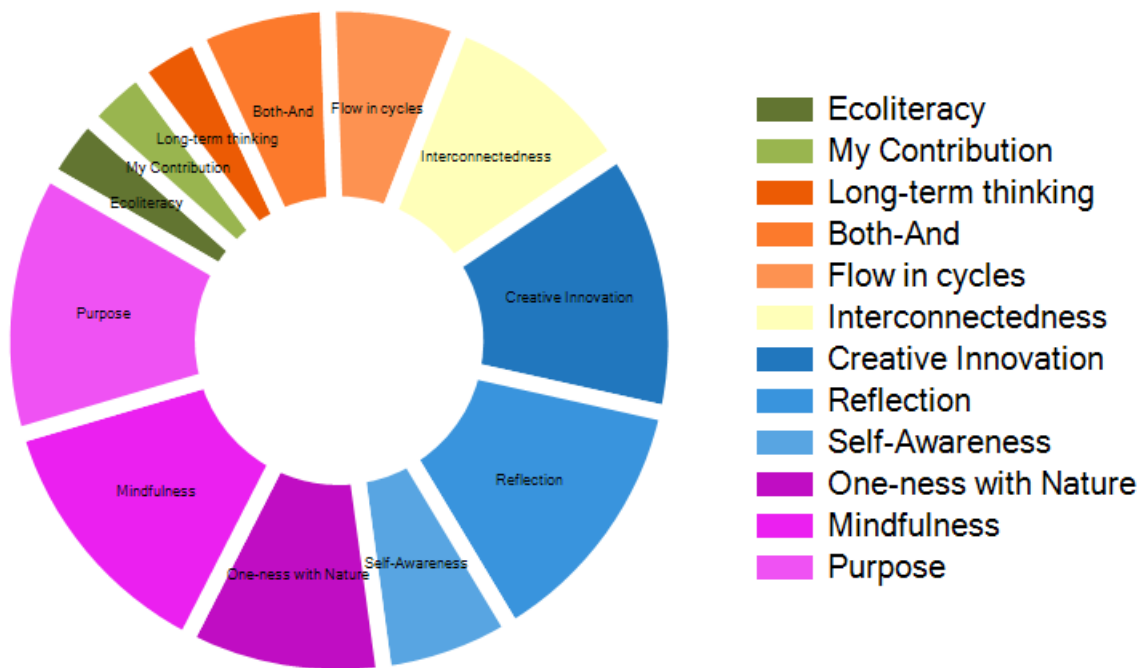 Both-And
Flow in cycles
Long-term thinking
Interconnectedness
My Contribution
Ecoliteracy
Creative Innovation
Purpose
Reflection
Mindfulness
Self-Awareness
One-ness with Nature
Ecoliteracy
My Contribution
Long-term thinking
Both-And
Flow in cycles
Interconnectedness
Creative Innovation
Reflection
Self-Awareness
One-ness with Nature
Mindfulness
Purpose